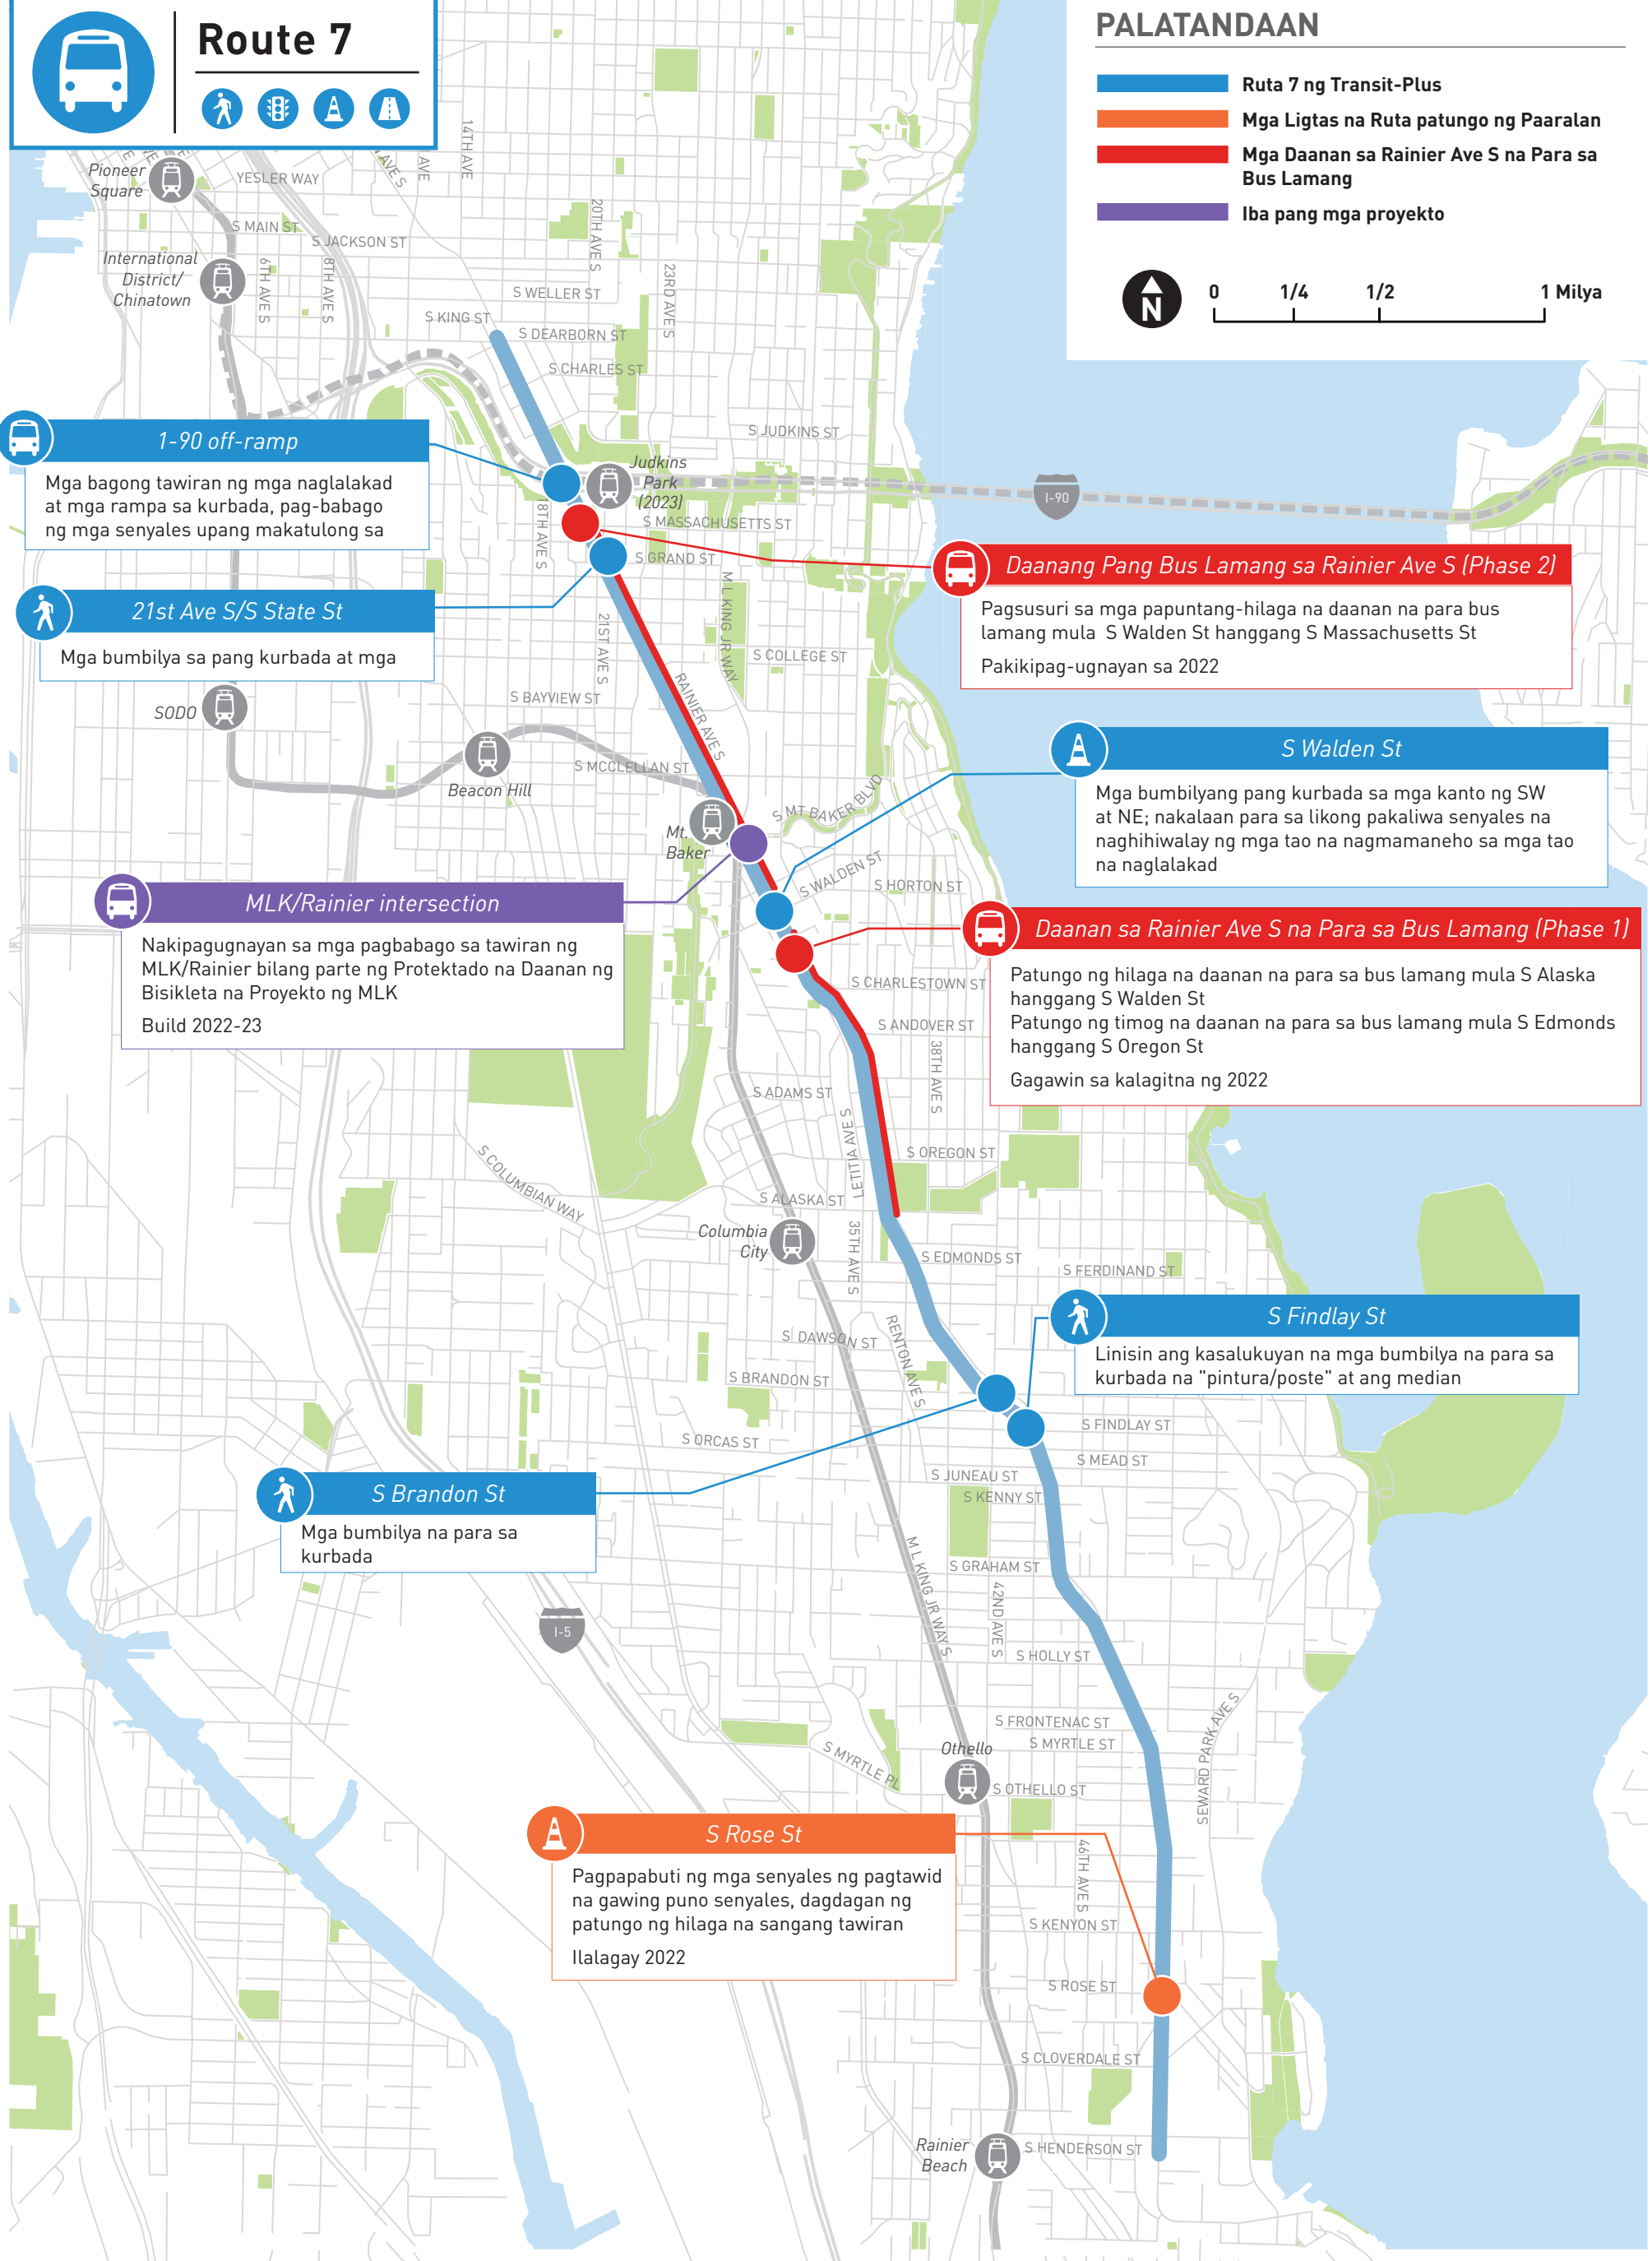 Route 7
PALATANDAAN
Ruta 7 ng Transit-Plus
Mga Ligtas na Ruta patungo ng Paaralan
Mga Daanan sa Rainier Ave S na Para sa
Bus Lamang
Iba pang mga proyekto
N
0 1/4 1/2 1 Milya
14TH AVE
AVE
AVE S
Pioneer
Square
YESLER WAY
S MAIN ST
S JACKSON ST
20TH AVE S
International
District/
Chinatown
6TH AVE S
8TH AVE S
23RD AVE S
S WELLER ST
S KING ST
S DEARBORN ST
S CHARLES ST
S JUDKINS ST
1-90 off-ramp
Mga bagong tawiran ng mga naglalakad
at mga rampa sa kurbada, pag-babago
ng mga senyales upang makatulong sa
Judkins
Park
(2023)
I-90
18TH AVE S
S MASSACHUSETTS ST
S GRAND ST
Daanang Pang Bus Lamang sa Rainier Ave S (Phase 2)
Pagsusuri sa mga papuntang-hilaga na daanan na para bus
lamang mula S Walden St hanggang S Massachusetts St
Pakikipag-ugnayan sa 2022
21st Ave S/S State St
Mga bumbilya sa pang kurbada at mga
21ST AVE S
M L KING JR WAY
S COLLEGE ST
RAINIER AVE S
S BAYVIEW ST
SODO
Beacon Hill
S MCCLELLAN ST
S MT BAKER BLVD
Mt.
Baker
S Walden St
Mga bumbilyang pang kurbada sa mga kanto ng SW
at NE; nakalaan para sa likong pakaliwa senyales na
naghihiwalay ng mga tao na nagmamaneho sa mga tao
na naglalakad
S WALDEN ST
S HORTON ST
MLK/Rainier intersection
Nakipagugnayan sa mga pagbabago sa tawiran ng
MLK/Rainier bilang parte ng Protektado na Daanan ng
Bisikleta na Proyekto ng MLK
Build 2022-23
Daanan sa Rainier Ave S na Para sa Bus Lamang (Phase 1)
Patungo ng hilaga na daanan na para sa bus lamang mula S Alaska
hanggang S Walden St
Patungo ng timog na daanan na para sa bus lamang mula S Edmonds
hanggang S Oregon St
Gagawin sa kalagitna ng 2022
S CHARLESTOWN ST
S ANDOVER ST
38TH AVE S
S ADAMS ST
LETITIA AVE S
S OREGON ST
S COLUMBIAN WAY
S ALASKA ST
Columbia
City
35TH AVE S
S EDMONDS ST
S FERDINAND ST
S Findlay St
Linisin ang kasalukuyan na mga bumbilya na para sa
kurbada na "pintura/poste" at ang median
RENTON AVE S
S DAWSON ST
S BRANDON ST
S FINDLAY ST
S ORCAS ST
S MEAD ST
S JUNEAU ST
S KENNY ST
S Brandon St
Mga bumbilya na para sa
kurbada
M L KING JR WAY S
S GRAHAM ST
42ND AVE S
I-5
S HOLLY ST
SEWARD PARK AVE S
S FRONTENAC ST
S MYRTLE ST
S MYRTLE PL
Othello
S OTHELLO ST
S Rose St
Pagpapabuti ng mga senyales ng pagtawid
na gawing puno senyales, dagdagan ng
patungo ng hilaga na sangang tawiran
Ilalagay 2022
46TH AVE S
S KENYON ST
S ROSE ST
S CLOVERDALE ST
Rainier
Beach
S HENDERSON ST